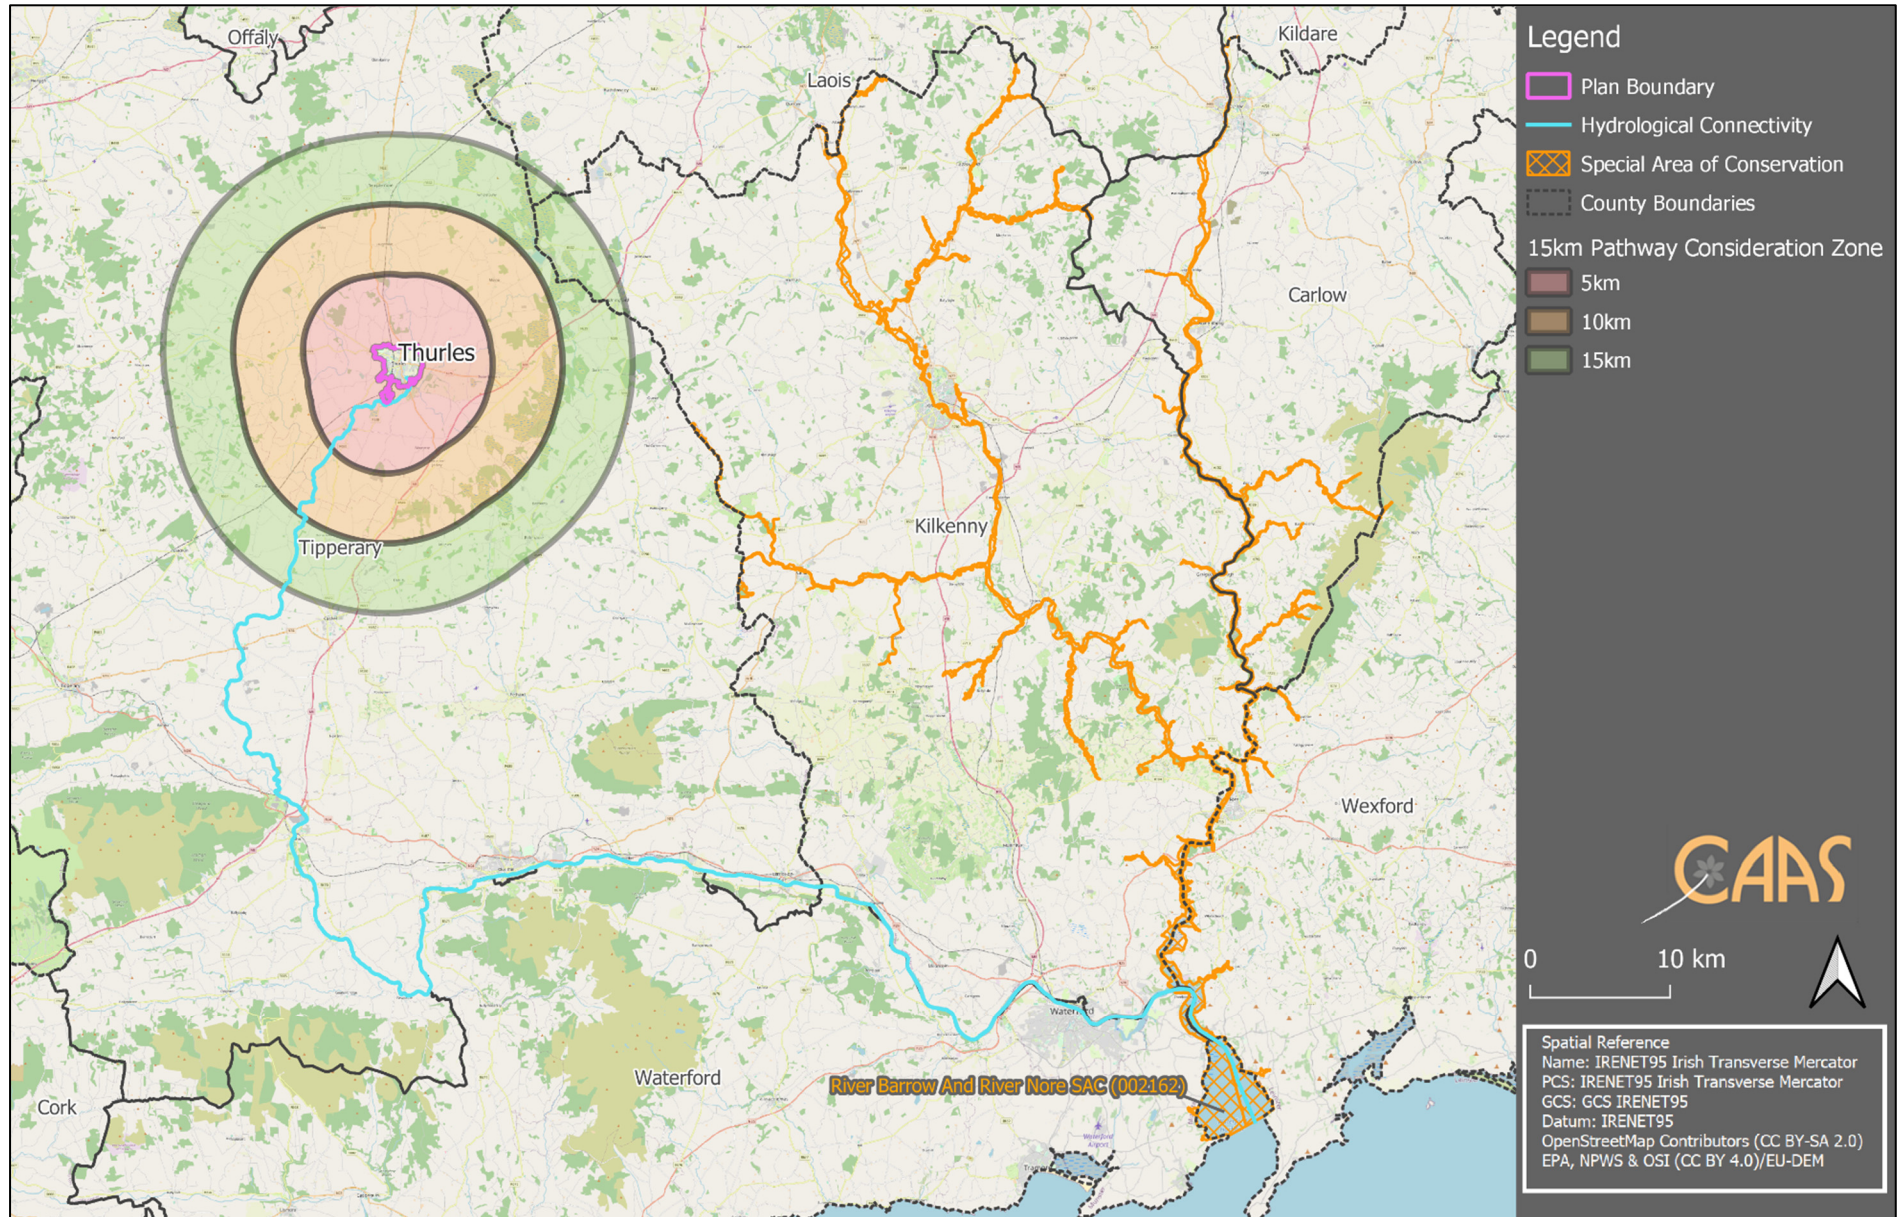 Offaly
Laois
Kildare
Thurles
Carlow
Tipperary
Kilkenny
Wexford
Waterford
Waterford
River Barrow And River Nore SAC (002162)
Cork
Waterford
Airport
Legend
Plan Boundary
Hydrological Connectivity
Special Area of Conservation
County Boundaries
15km Pathway Consideration Zone
5km
10km
15km
CAAS
0 10 km
Spatial Reference
Name: IRENET95 Irish Transverse Mercator
PCS: IRENET95 Irish Transverse Mercator
GCS: GCS IRENET95
Datum: IRENET95
OpenStreetMap Contributors (CC BY-SA 2.0)
EPA, NPWS & OSI (CC BY 4.0)/EU-DEM